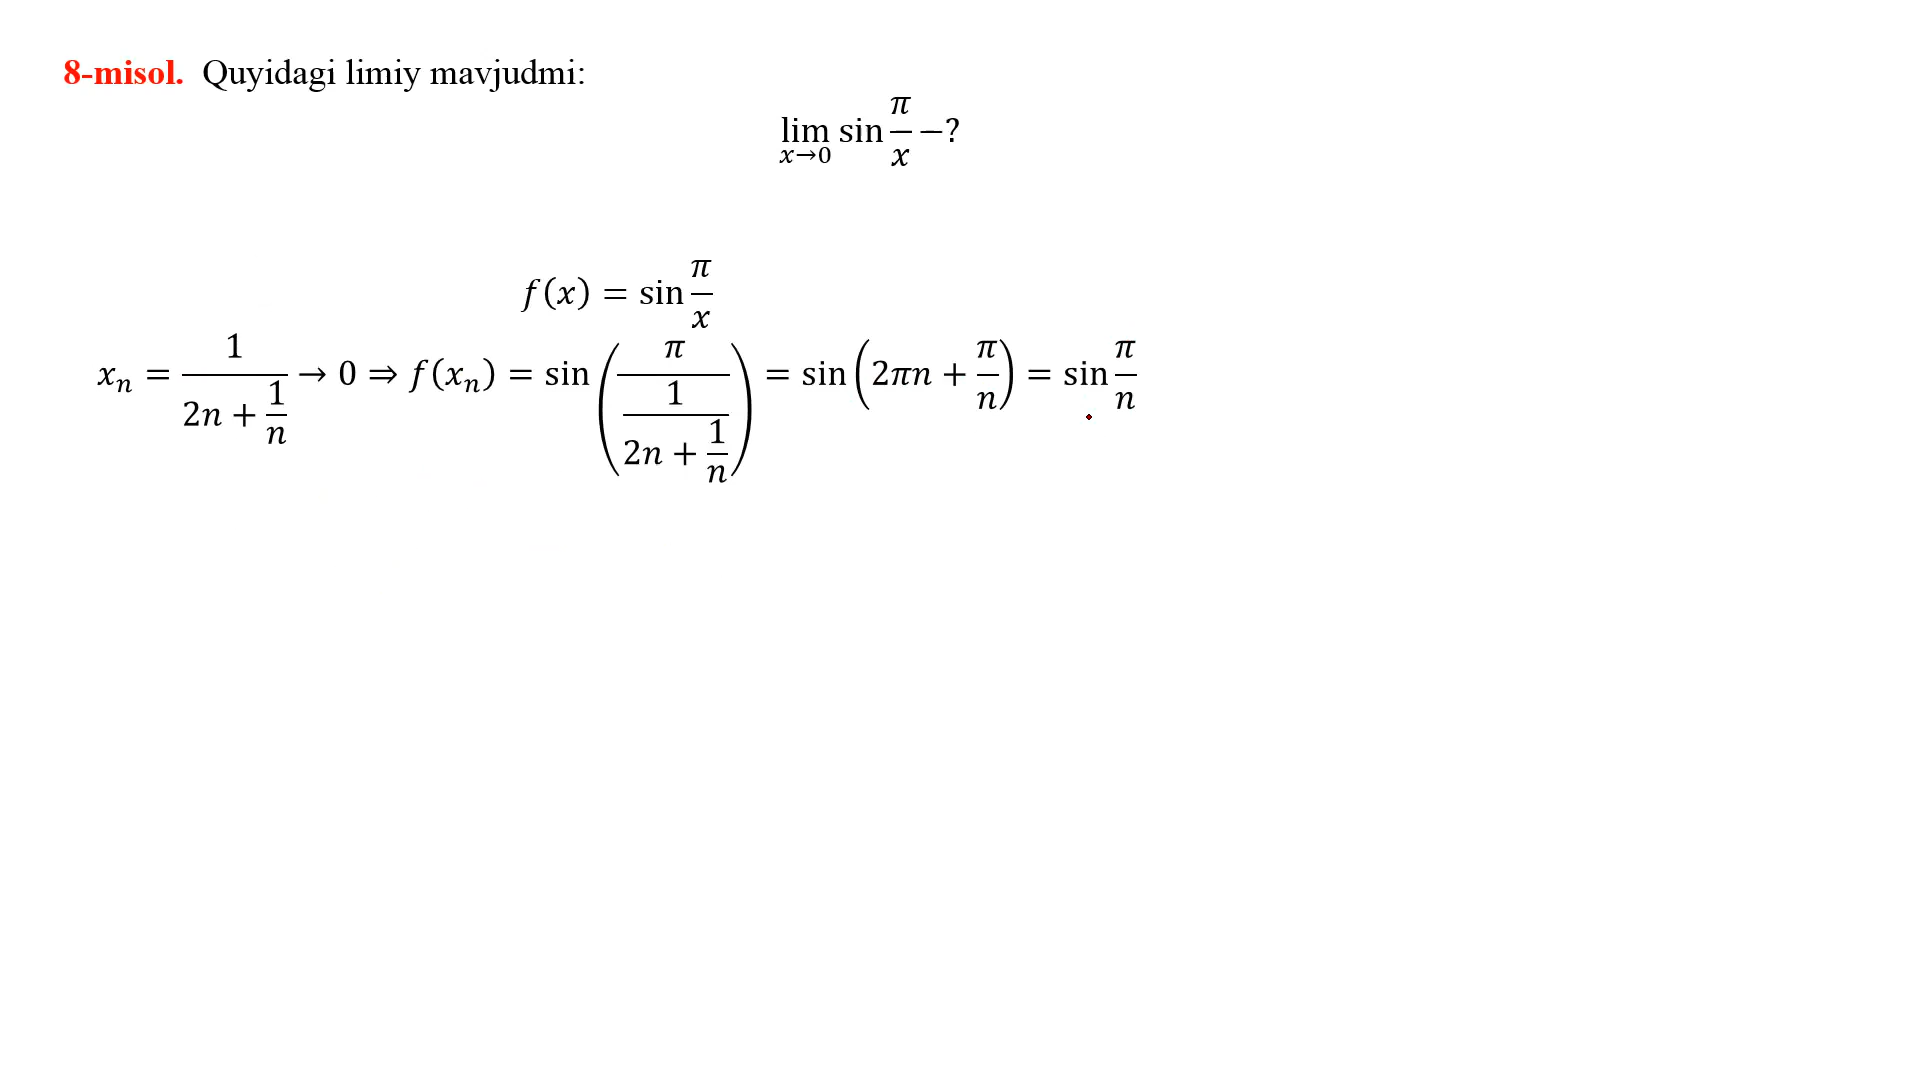 8-misol. Quyidagi limiy mavjudmi:
lim_{x→0} sin π/x −?
f(x) = sin π/x
x_n = 1/(2n + 1/n) → 0 ⇒ f(x_n) = sin(π/(1/(2n + 1/n))) = sin(2πn + π/n) = sin π/n